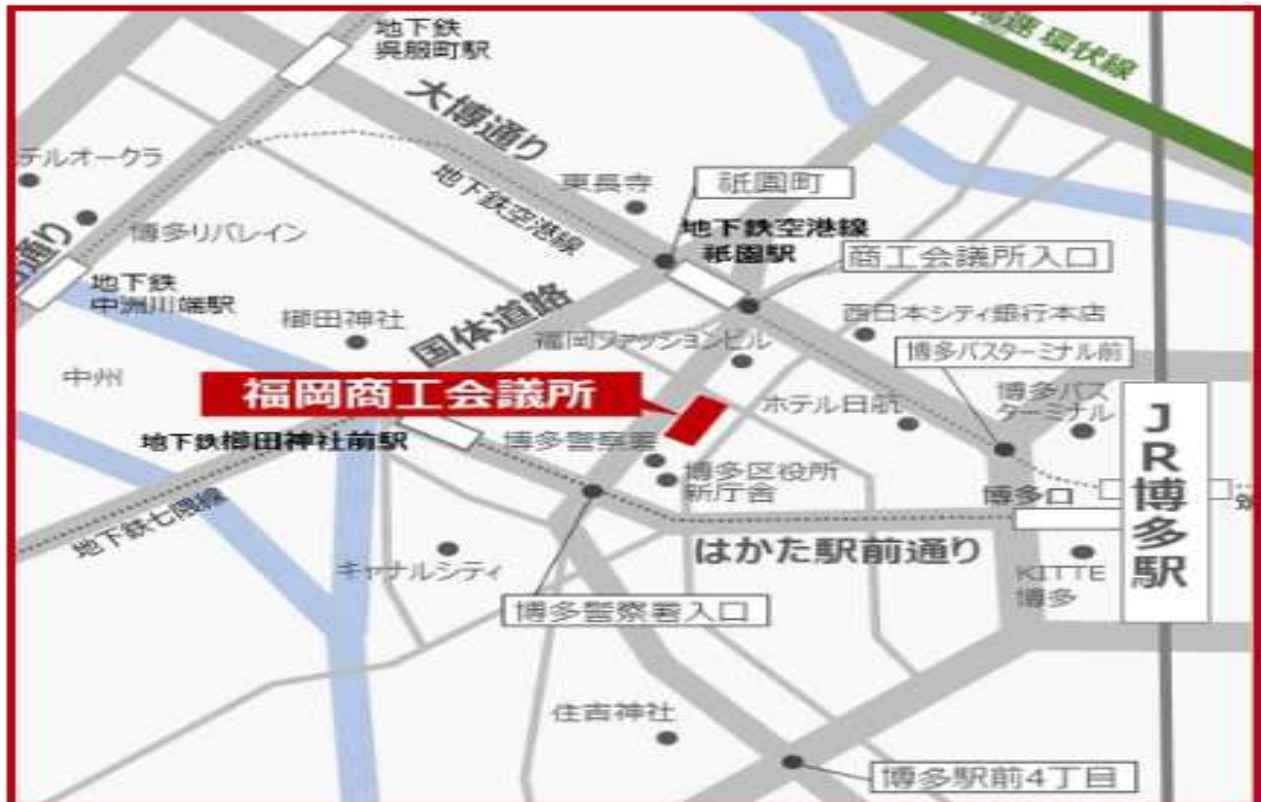 地下鉄
呉服町駅
高速 環状線
大博通り
テルオークラ
地下鉄空港線
東長寺
祇園町
博多リバレイン
地下鉄空港線
祇園駅
商工会議所入口
地下鉄
中洲川端駅
櫛田神社
国体道路
西日本シティ銀行本店
福岡ファッションビル
博多バスターミナル前
中州
福岡商工会議所
ホテル日航
博多バス
ターミナル
JR博多駅
地下鉄櫛田神社前駅
博多警察署
博多区役所
新庁舎
博多口
地下鉄七隈線
はかた駅前通り
キャナルシティ
KITTE
博多
博多警察署入口
住吉神社
博多駅前4丁目